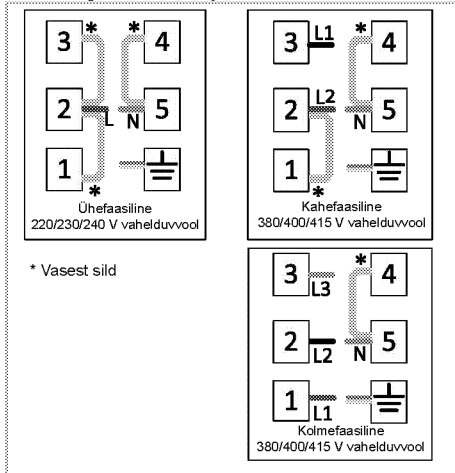 3 * * 4
2 L N 5
1 *
Ühefaasiline
220/230/240 V vahelduvvool
3 L1 * 4
2 L2 N 5
1 *
Kahefaasiline
380/400/415 V vahelduvvool
* Vasest sild
3 L3 * 4
2 L2 N 5
1 L1
Kolmefaasiline
380/400/415 V vahelduvvool